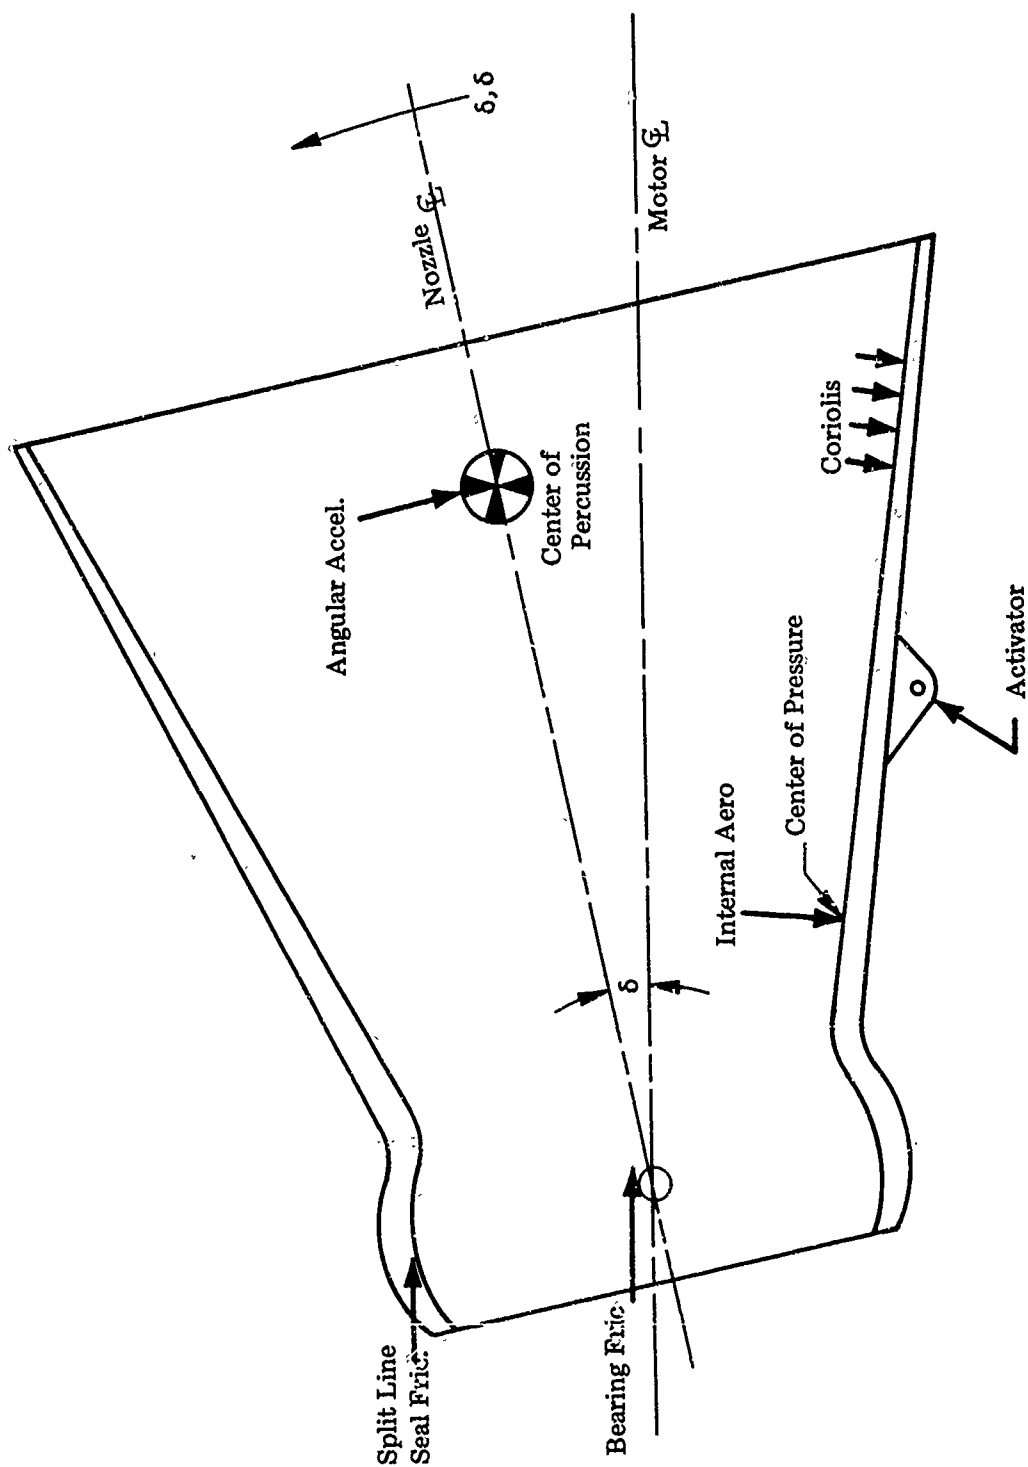 δ, δ
Nozzle ℄
Motor ℄
Angular Accel.
Center of
Percussion
Coriolis
Center of Pressure
Internal Aero
Activator
δ
Split Line
Seal Fric.
Bearing Fric